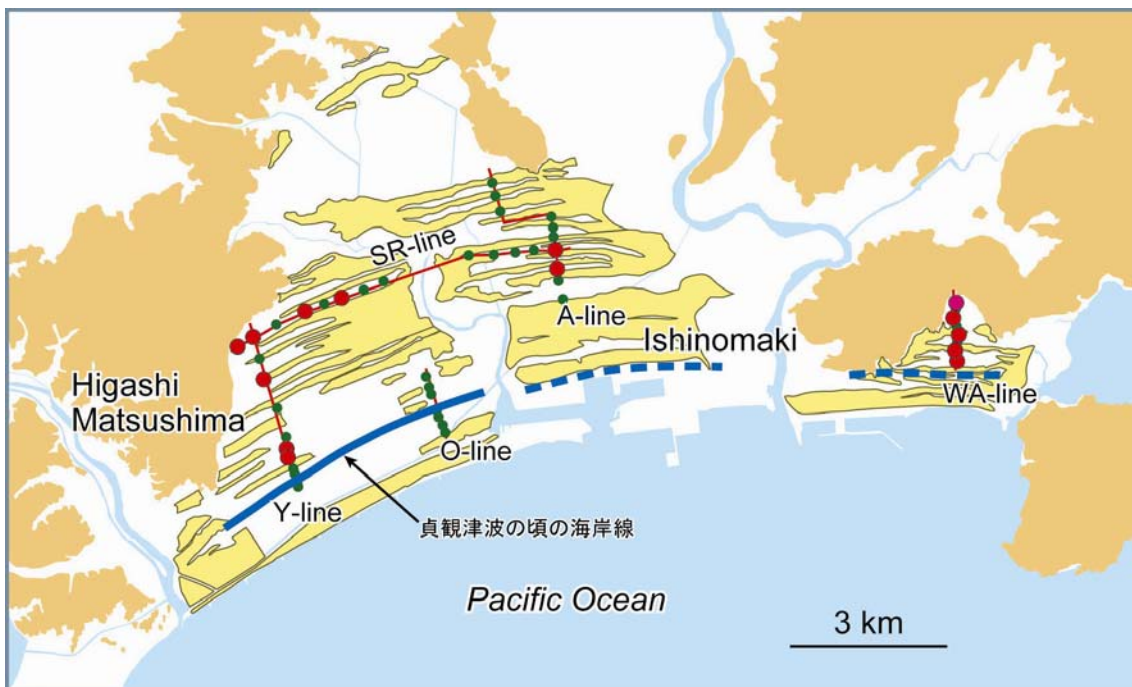 SR-line
A-line
Ishinomaki
Higashi
Matsushima
WA-line
O-line
Y-line
貞観津波の頃の海岸線
Pacific Ocean
3 km